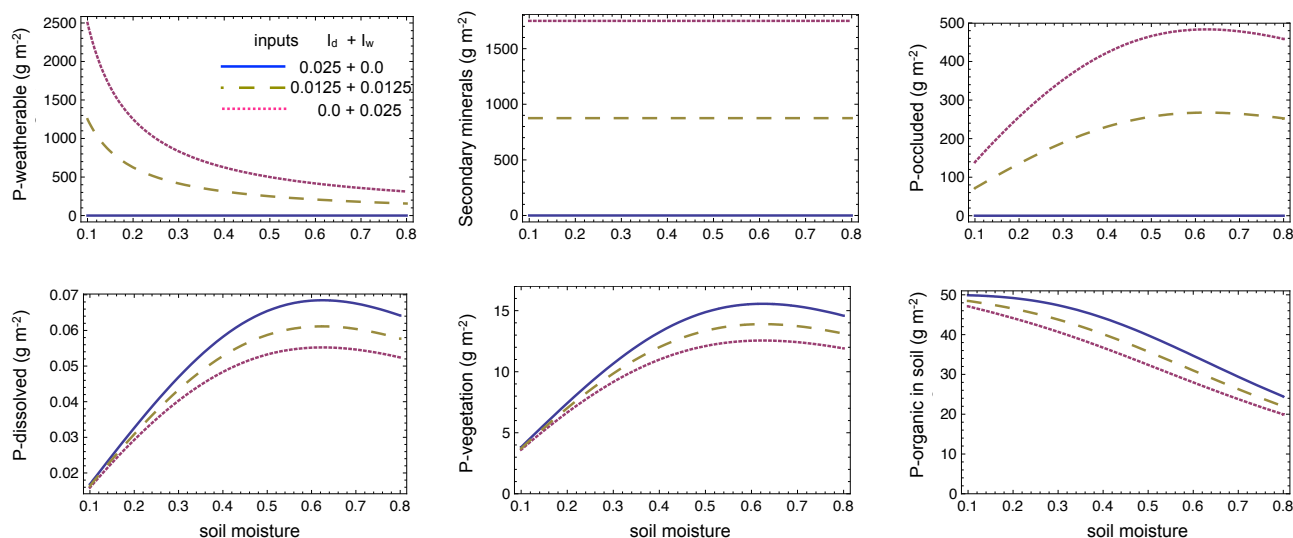 P-weatherable (g m-2)
2500
2000
1500
1000
500
0
0.1 0.2 0.3 0.4 0.5 0.6 0.7 0.8
inputs Id + Iw
0.025 + 0.0
0.0125 + 0.0125
0.0 + 0.025
Secondary minerals (g m-2)
1500
1000
500
0
0.1 0.2 0.3 0.4 0.5 0.6 0.7 0.8
P-occluded (g m-2)
500
400
300
200
100
0
0.1 0.2 0.3 0.4 0.5 0.6 0.7 0.8
P-dissolved (g m-2)
0.07
0.06
0.05
0.04
0.03
0.02
0.1 0.2 0.3 0.4 0.5 0.6 0.7 0.8
soil moisture
P-vegetation (g m-2)
15
10
5
0
0.1 0.2 0.3 0.4 0.5 0.6 0.7 0.8
soil moisture
P-organic in soil (g m-2)
50
40
30
20
10
0
0.1 0.2 0.3 0.4 0.5 0.6 0.7 0.8
soil moisture